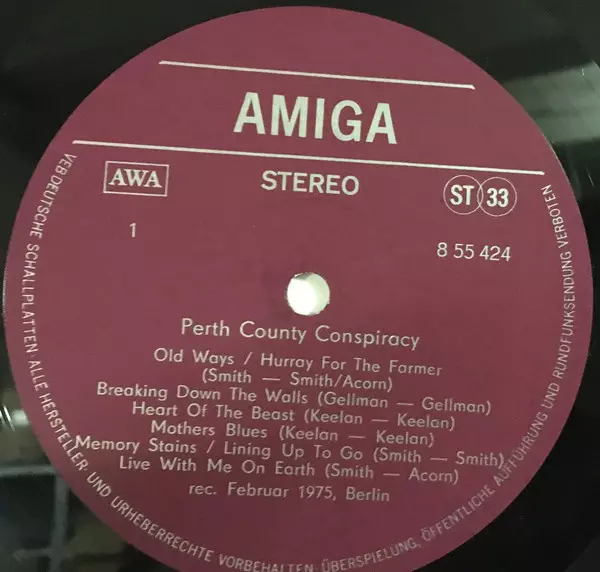 AMIGA
AWA
STEREO
ST 33
1
8 55 424
Perth County Conspiracy
Old Ways / Hurray For The Farmer
(Smith — Smith/Acorn)
Breaking Down The Walls (Gellman — Gellman)
Heart Of The Beast (Keelan — Keelan)
Mothers Blues (Keelan — Keelan)
Memory Stains / Lining Up To Go (Smith — Smith)
Live With Me On Earth (Smith — Acorn)
rec. Februar 1975, Berlin
VEB DEUTSCHE SCHALLPLATTEN · ALLE HERSTELLER- UND URHEBERRECHTE VORBEHALTEN: ÜBERSPIELUNG, ÖFFENTLICHE AUFFÜHRUNG UND RUNDFUNKSENDUNG VERBOTEN